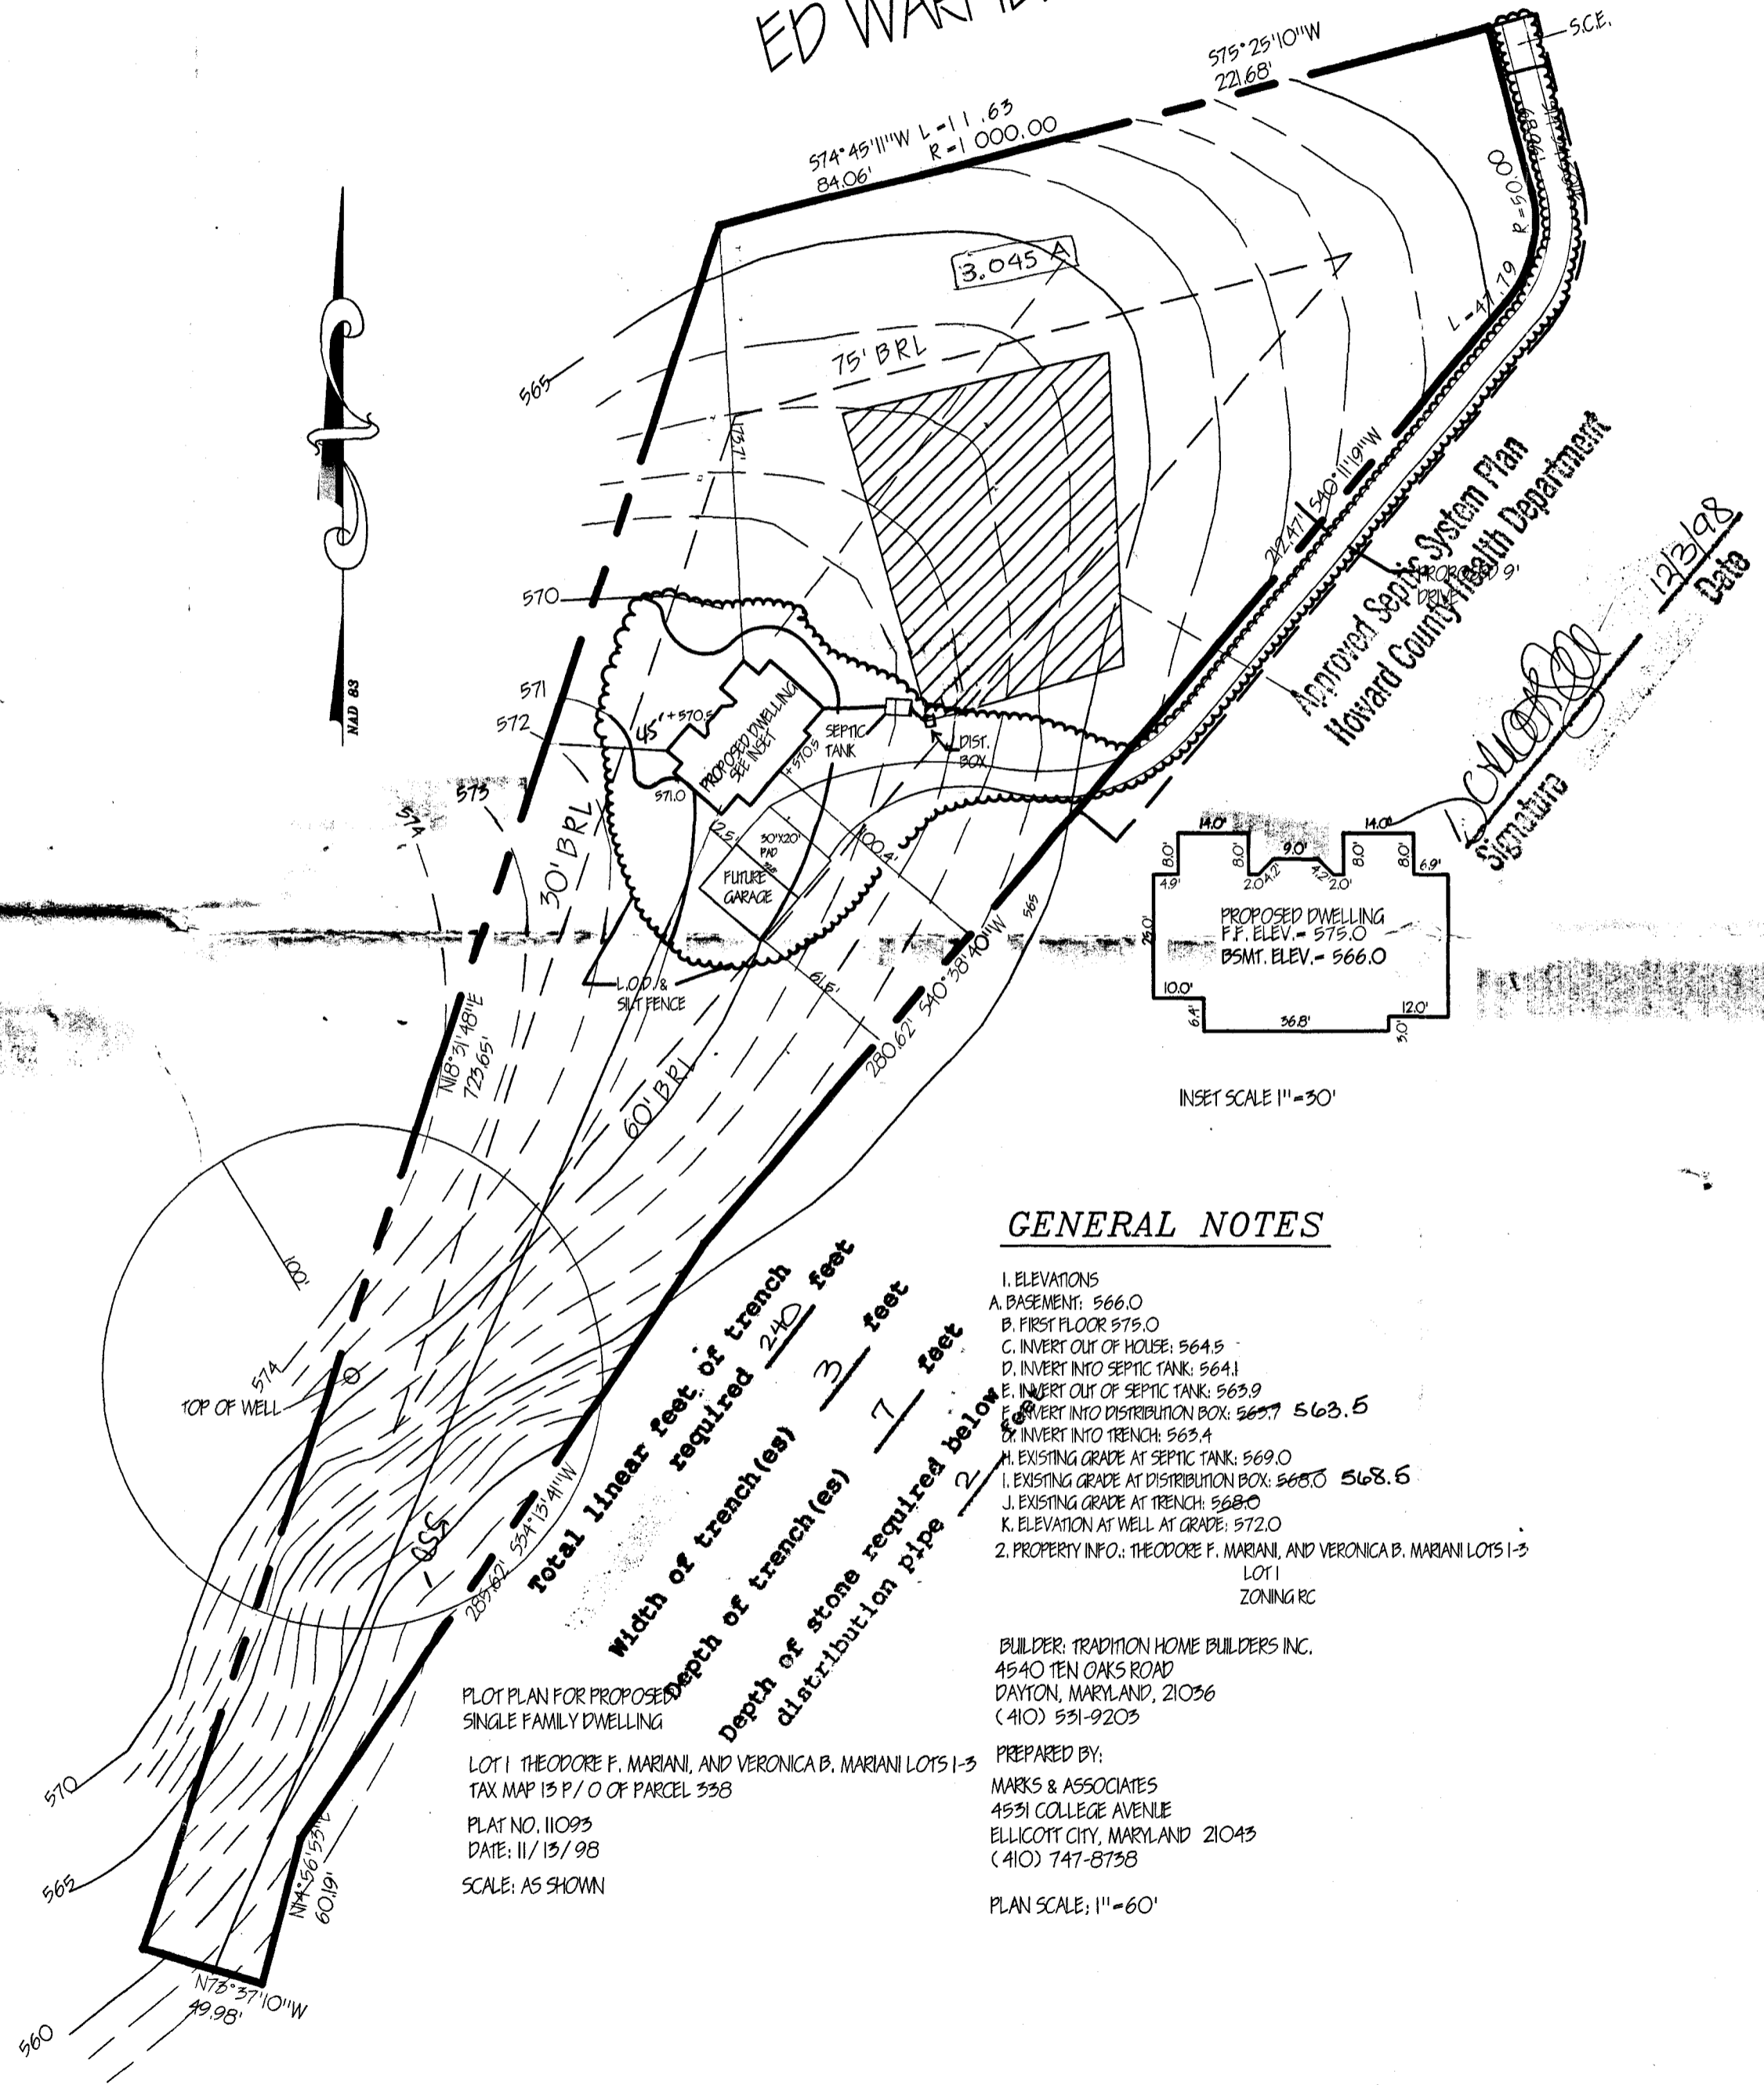 S.C.E.
S75°25'10"W
221.68'
S74°45'11"W L=11.63
84.06' R=1000.00
R=50.00
L=47.79
3.045 A
75' BRL
565
173.7'
212.47' S40°11'19"W
Approved Septic System Plan
Howard County Health Department
PROPOSED 9'
DRIVE
12/3/98
Date
Signature
NAD 83
570
571
572
573
574
45'
+570.5
PROPOSED DWELLING
SEE INSET
+570.5
571.0
SEPTIC
TANK
DIST.
BOX
12.5'
30'X20'
PAD
FUTURE
GARAGE
100.4'
61.5'
30' BRL
L.O.D. &
SILT FENCE
565
280.62' S40°38'40"W
60' BRL
N18°31'48"E
723.65'
14.0'
14.0'
8.0'
8.0'
9.0'
8.0'
8.0'
4.9'
2.0'
4.2'
4.2'
2.0'
6.9'
PROPOSED DWELLING
F.F. ELEV.= 575.0
BSMT. ELEV.= 566.0
10.0'
6.4'
36.8'
12.0'
3.0'
INSET SCALE 1"=30'
100'
574
TOP OF WELL
550
285.62' S34°13'41"W
Total linear feet of trench
required 240 feet
Width of trench(es) 3 feet
Depth of trench(es) 7 feet
Depth of stone required below
distribution pipe 2 feet
GENERAL NOTES
1. ELEVATIONS
A. BASEMENT: 566.0
B. FIRST FLOOR 575.0
C. INVERT OUT OF HOUSE: 564.5
D. INVERT INTO SEPTIC TANK: 564.1
E. INVERT OUT OF SEPTIC TANK: 563.9
F. INVERT INTO DISTRIBUTION BOX: 563.7 563.5
G. INVERT INTO TRENCH: 563.4
H. EXISTING GRADE AT SEPTIC TANK: 569.0
I. EXISTING GRADE AT DISTRIBUTION BOX: 568.0 568.5
J. EXISTING GRADE AT TRENCH: 568.0
K. ELEVATION AT WELL AT GRADE: 572.0
2. PROPERTY INFO.: THEODORE F. MARIANI, AND VERONICA B. MARIANI LOTS 1-3
LOT 1
ZONING RC
BUILDER: TRADITION HOME BUILDERS INC.
4540 TEN OAKS ROAD
DAYTON, MARYLAND, 21036
(410) 531-9203
PREPARED BY:
MARKS & ASSOCIATES
4531 COLLEGE AVENUE
ELLICOTT CITY, MARYLAND 21043
(410) 747-8738
PLAN SCALE; 1"=60'
PLOT PLAN FOR PROPOSED
SINGLE FAMILY DWELLING
LOT 1 THEODORE F. MARIANI, AND VERONICA B. MARIANI LOTS 1-3
TAX MAP 13 P/O OF PARCEL 338
PLAT NO. 11093
DATE: 11/13/98
SCALE: AS SHOWN
570
565
N14°56'53"E
60.19'
N73°37'10"W
49.98'
560